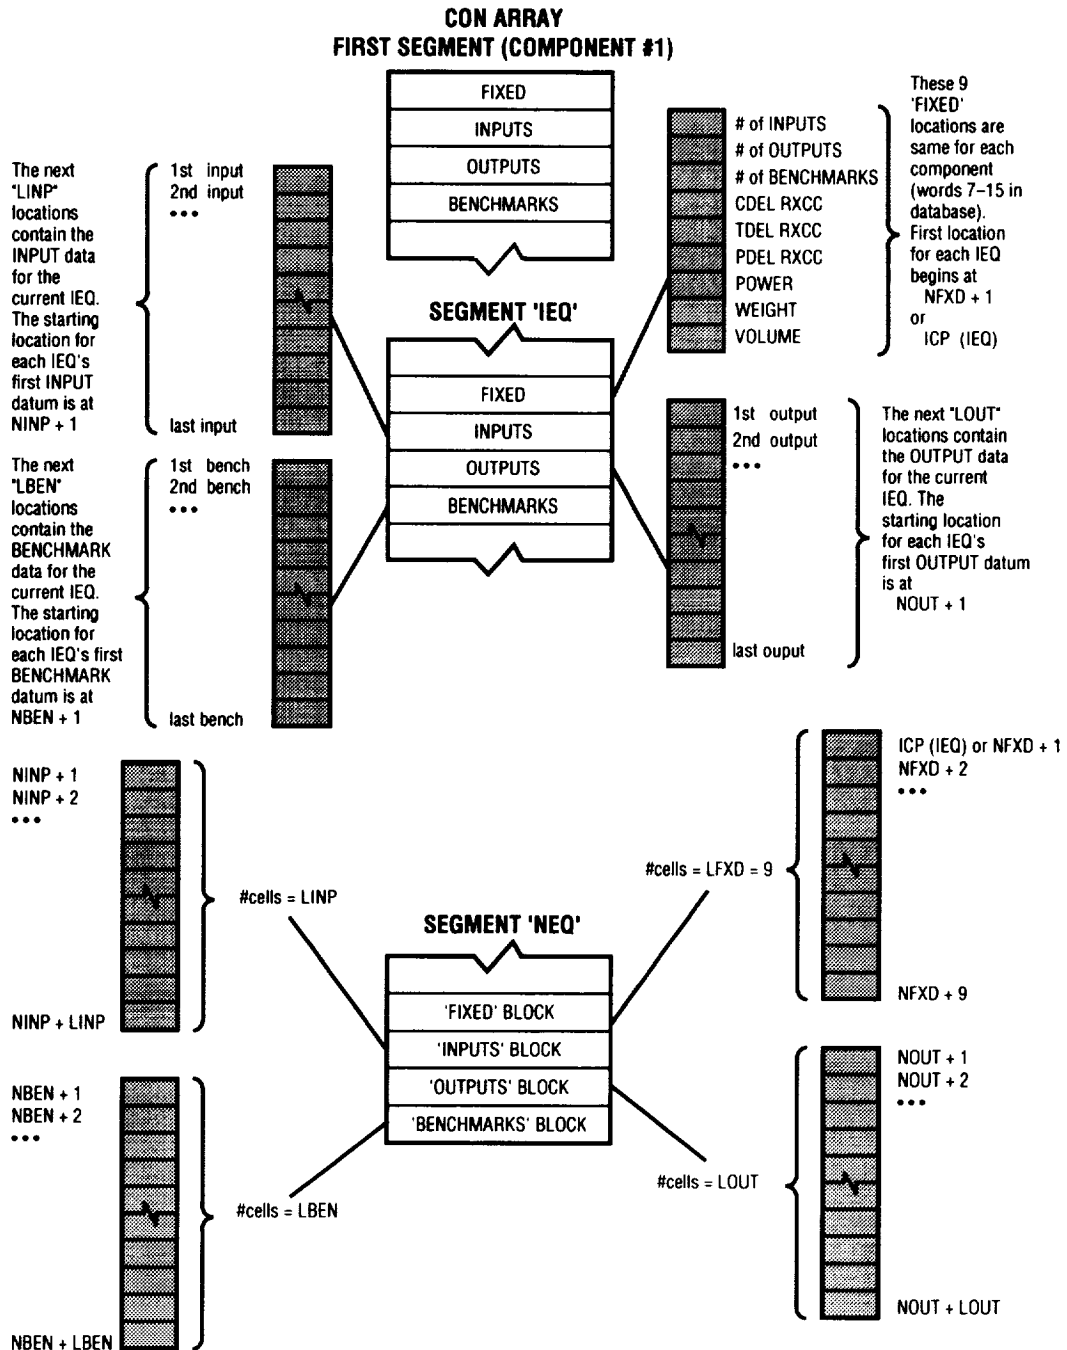 CON ARRAY
FIRST SEGMENT (COMPONENT #1)
FIXED
INPUTS
OUTPUTS
BENCHMARKS
The next
"LINP"
locations
contain the
INPUT data
for the
current IEQ.
The starting
location for
each IEQ's
first INPUT
datum is at
NINP + 1
1st input
2nd input
•••
last input
# of INPUTS
# of OUTPUTS
# of BENCHMARKS
CDEL RXCC
TDEL RXCC
PDEL RXCC
POWER
WEIGHT
VOLUME
These 9
'FIXED'
locations are
same for each
component
(words 7–15 in
database).
First location
for each IEQ
begins at
NFXD + 1
or
ICP (IEQ)
SEGMENT 'IEQ'
FIXED
INPUTS
OUTPUTS
BENCHMARKS
The next
"LBEN"
locations
contain the
BENCHMARK
data for the
current IEQ.
The starting
location for
each IEQ's first
BENCHMARK
datum is at
NBEN + 1
1st bench
2nd bench
•••
last bench
1st output
2nd output
•••
last ouput
The next "LOUT"
locations contain
the OUTPUT data
for the current
IEQ. The
starting location
for each IEQ's
first OUTPUT datum
is at
NOUT + 1
NINP + 1
NINP + 2
•••
NINP + LINP
#cells = LINP
#cells = LFXD = 9
ICP (IEQ) or NFXD + 1
NFXD + 2
•••
NFXD + 9
SEGMENT 'NEQ'
'FIXED' BLOCK
'INPUTS' BLOCK
'OUTPUTS' BLOCK
'BENCHMARKS' BLOCK
NBEN + 1
NBEN + 2
•••
NBEN + LBEN
#cells = LBEN
#cells = LOUT
NOUT + 1
NOUT + 2
•••
NOUT + LOUT